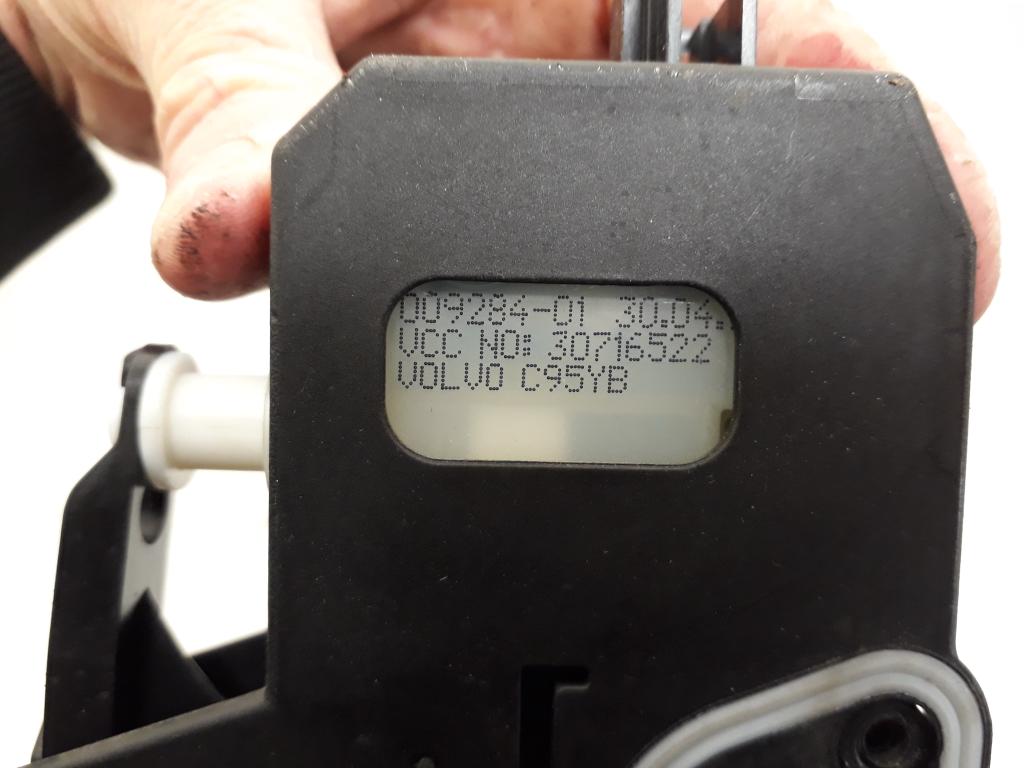 009284-01 30.04.
VCC NO: 30716522
VOLVO C95YB